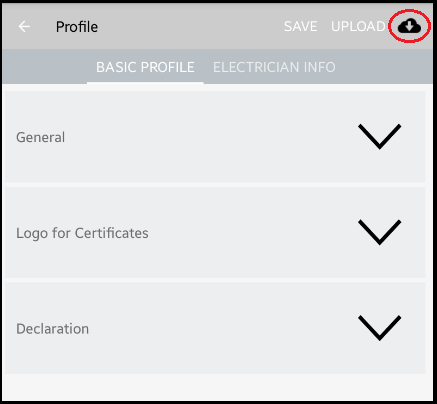 Profile SAVE UPLOAD
BASIC PROFILE ELECTRICIAN INFO
General
Logo for Certificates
Declaration